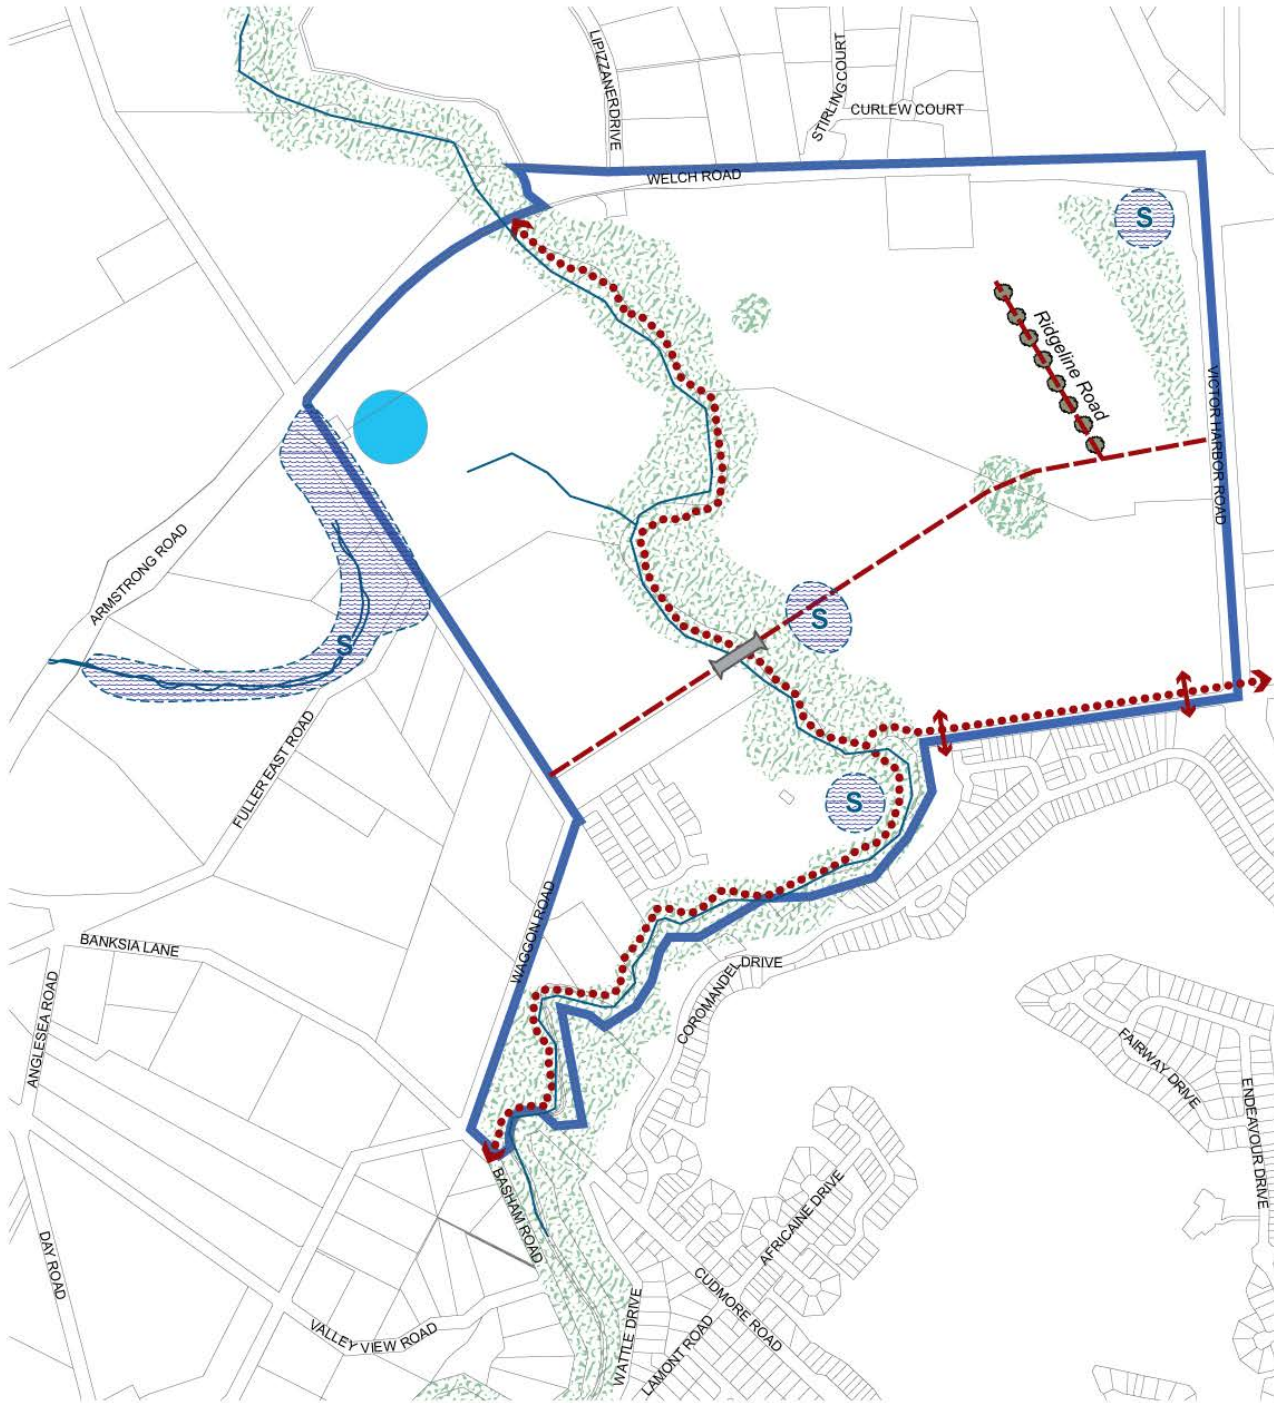 LIPIZZANERDRIVE
STIRLINGCOURT
CURLEW COURT
WELCH ROAD
S
Ridgeline Road
VICTOR HARBOR ROAD
ARMSTRONG ROAD
S
S
FULLER EAST ROAD
S
WAGGON ROAD
BANKSIA LANE
COROMANDEL DRIVE
ANGLESEA ROAD
FAIRWAY DRIVE
ENDEAVOUR DRIVE
BASHAM ROAD
AFRICAINE DRIVE
DAY ROAD
CUDMORE ROAD
VALLEY VIEW ROAD
WATTLE DRIVE
LAMONT ROAD